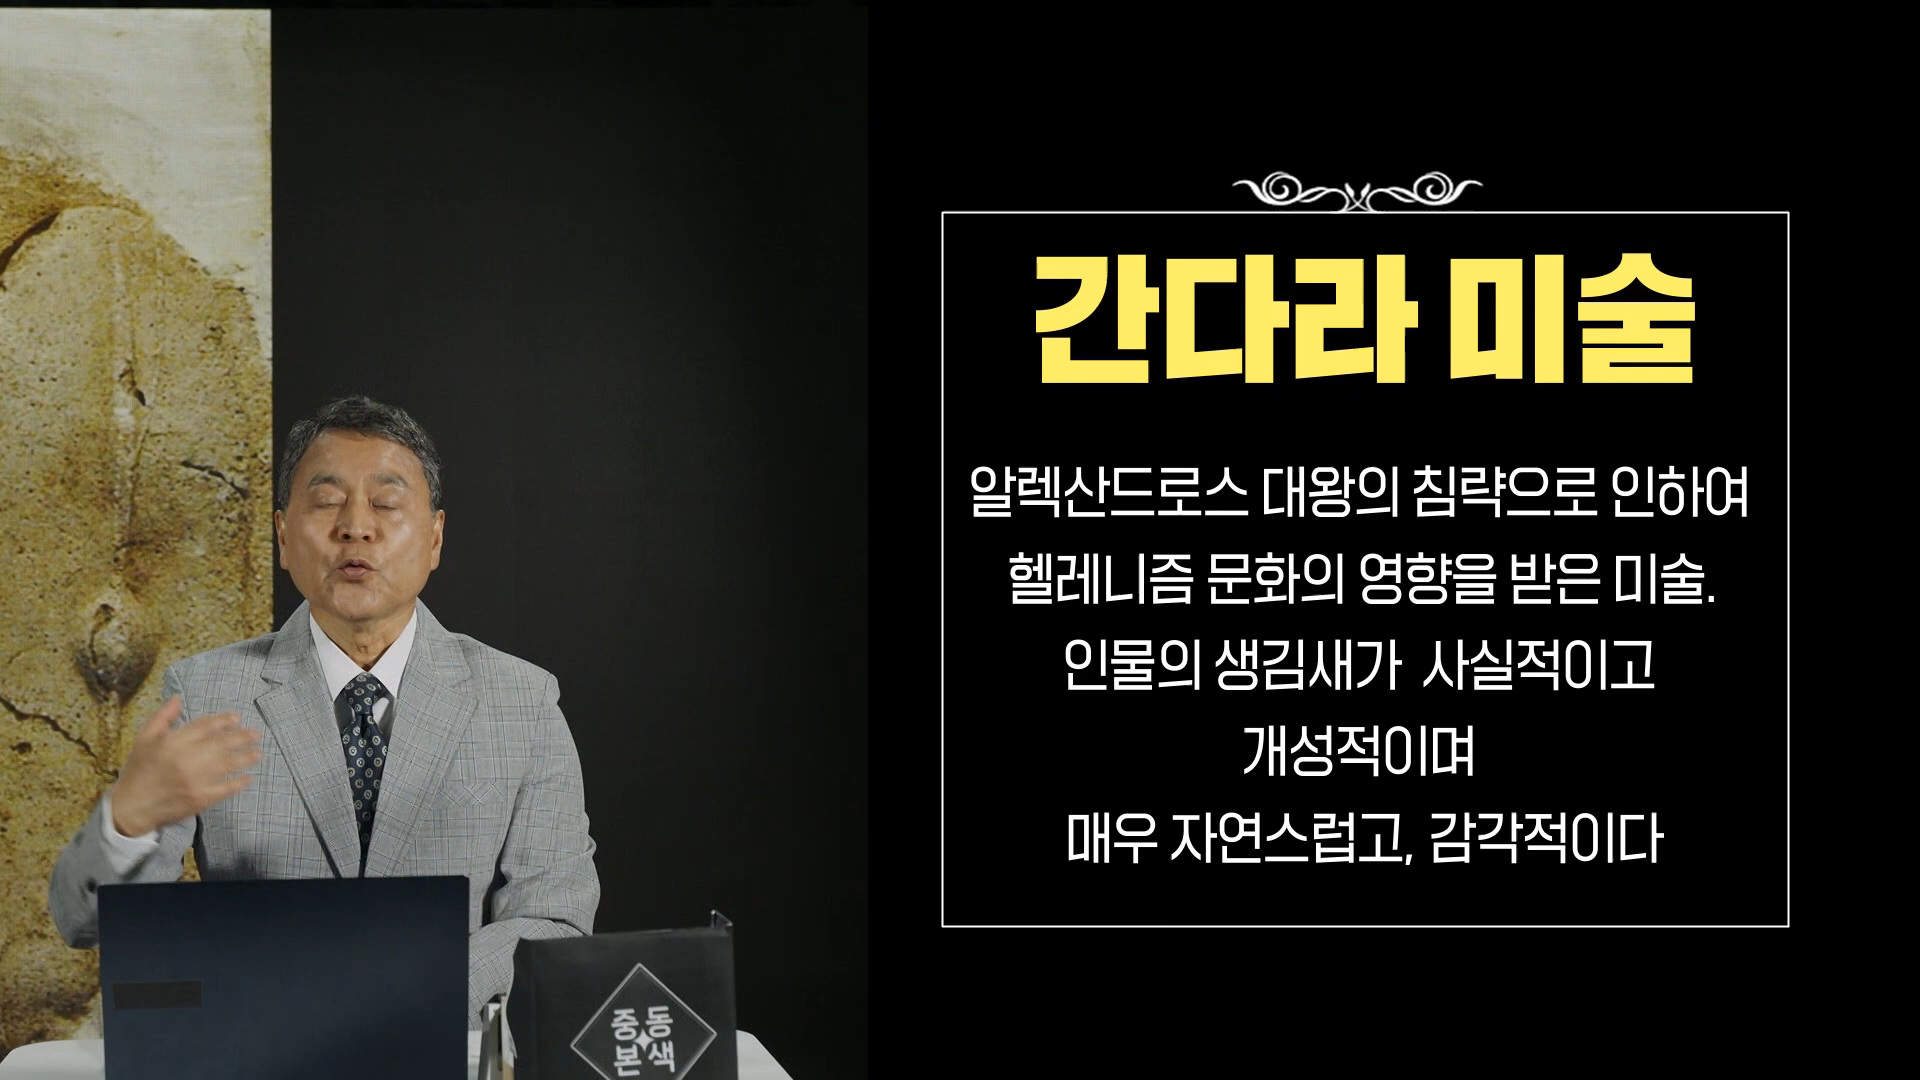 간다라 미술
알렉산드로스 대왕의 침략으로 인하여
헬레니즘 문화의 영향을 받은 미술.
인물의 생김새가 사실적이고
개성적이며
매우 자연스럽고, 감각적이다
중동
본색